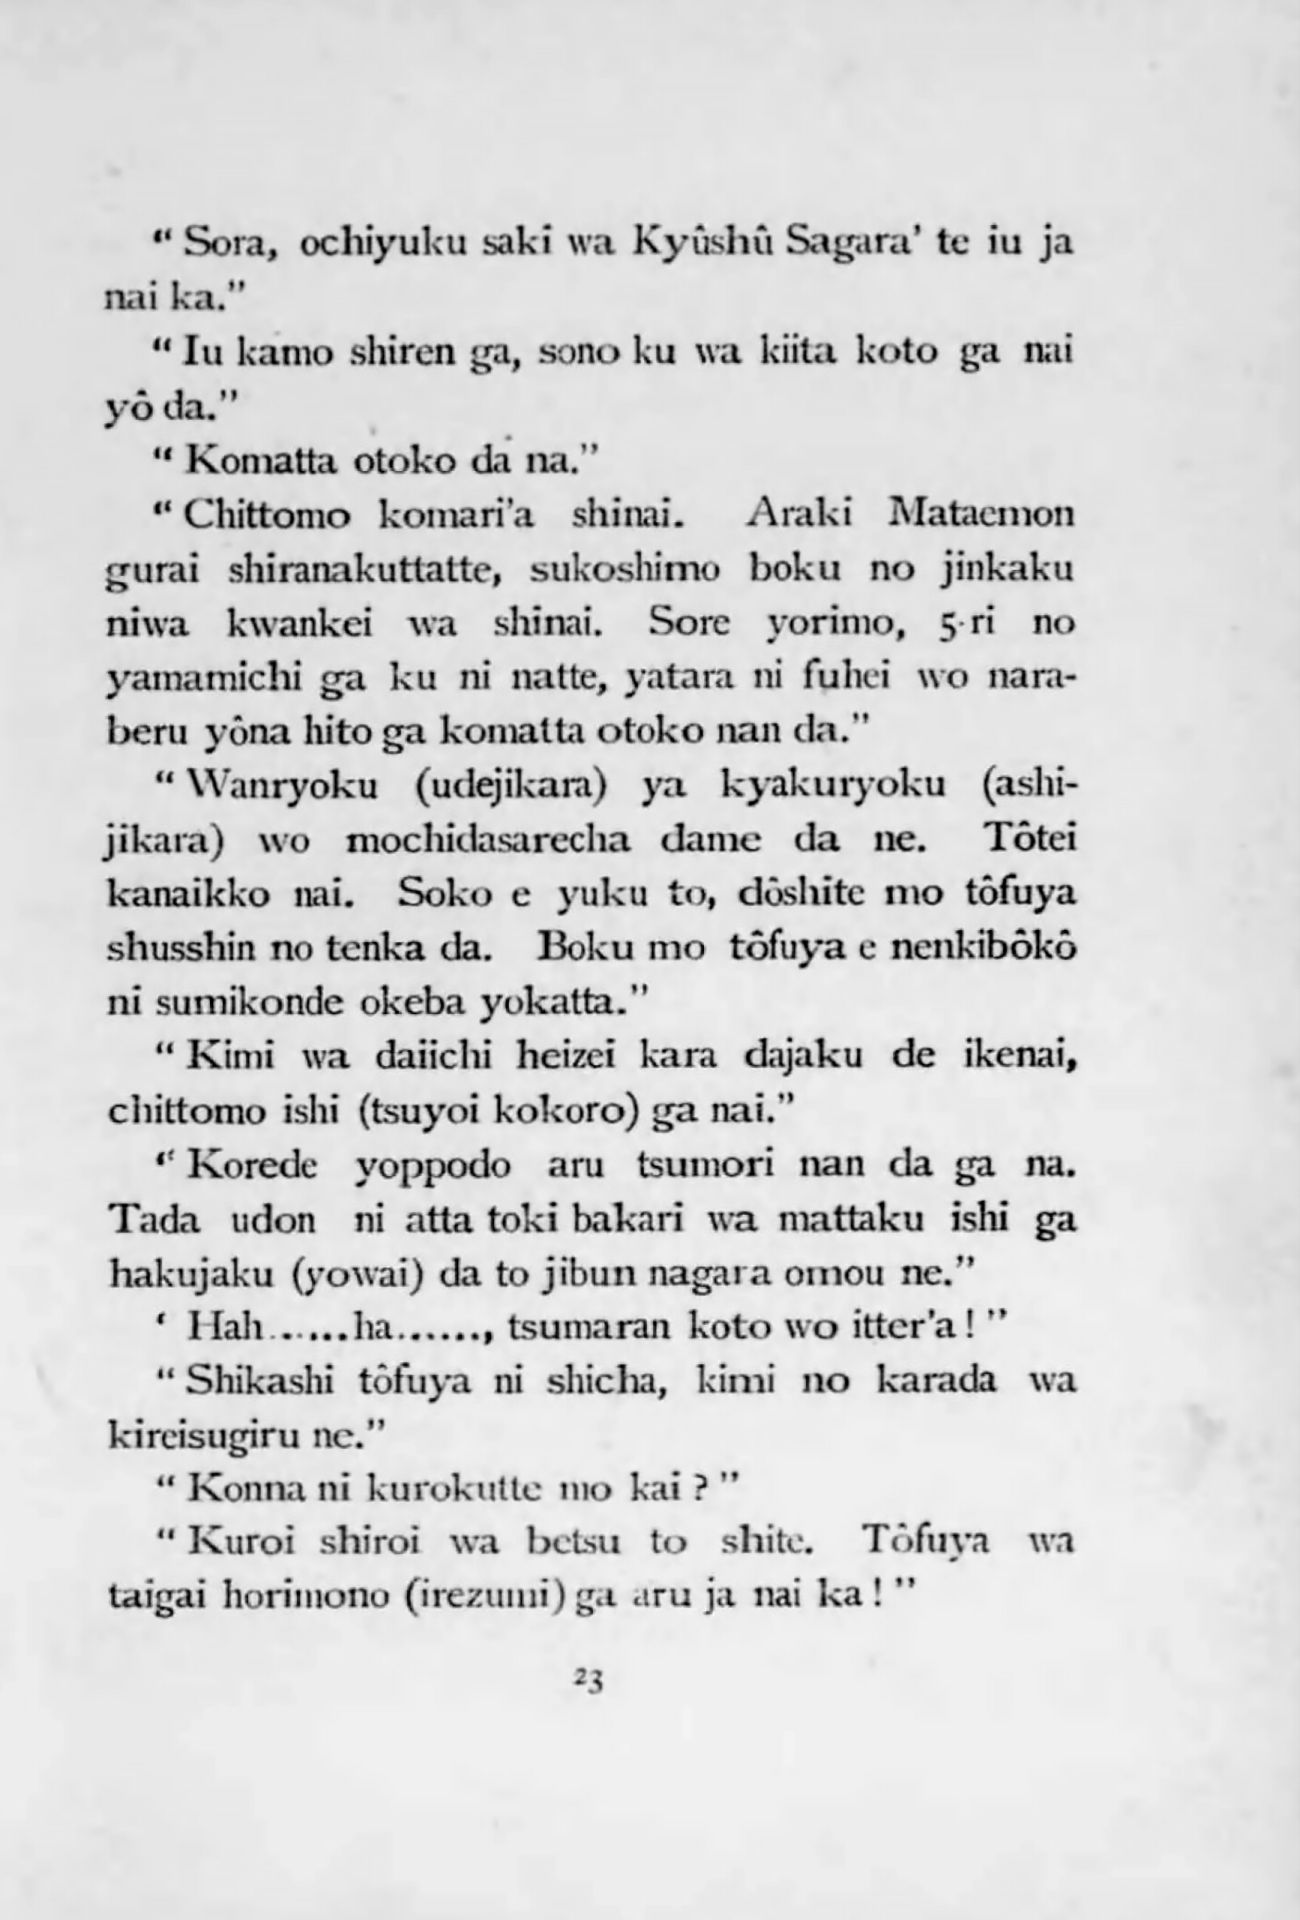 “ Sora, ochiyuku saki wa Kyûshû Sagara’ te iu ja
nai ka.”
“ Iu kamo shiren ga, sono ku wa kiita koto ga nai
yô da.”
“ Komatta otoko da na.”
“ Chittomo komari’a shinai. Araki Mataemon
gurai shiranakuttatte, sukoshimo boku no jinkaku
niwa kwankei wa shinai. Sore yorimo, 5-ri no
yamamichi ga ku ni natte, yatara ni fuhei wo nara-
beru yôna hito ga komatta otoko nan da.”
“ Wanryoku (udejikara) ya kyakuryoku (ashi-
jikara) wo mochidasarecha dame da ne. Tôtei
kanaikko nai. Soko e yuku to, dôshite mo tôfuya
shusshin no tenka da. Boku mo tôfuya e nenkibôkô
ni sumikonde okeba yokatta.”
“ Kimi wa daiichi heizei kara dajaku de ikenai,
chittomo ishi (tsuyoi kokoro) ga nai.”
“ Korede yoppodo aru tsumori nan da ga na.
Tada udon ni atta toki bakari wa mattaku ishi ga
hakujaku (yowai) da to jibun nagara omou ne.”
‘ Hah......ha......, tsumaran koto wo itter’a ! ”
“ Shikashi tôfuya ni shicha, kimi no karada wa
kireisugiru ne.”
“ Konna ni kurokutte mo kai ? ”
“ Kuroi shiroi wa betsu to shite. Tôfuya wa
taigai horimono (irezumi) ga aru ja nai ka ! ”
23